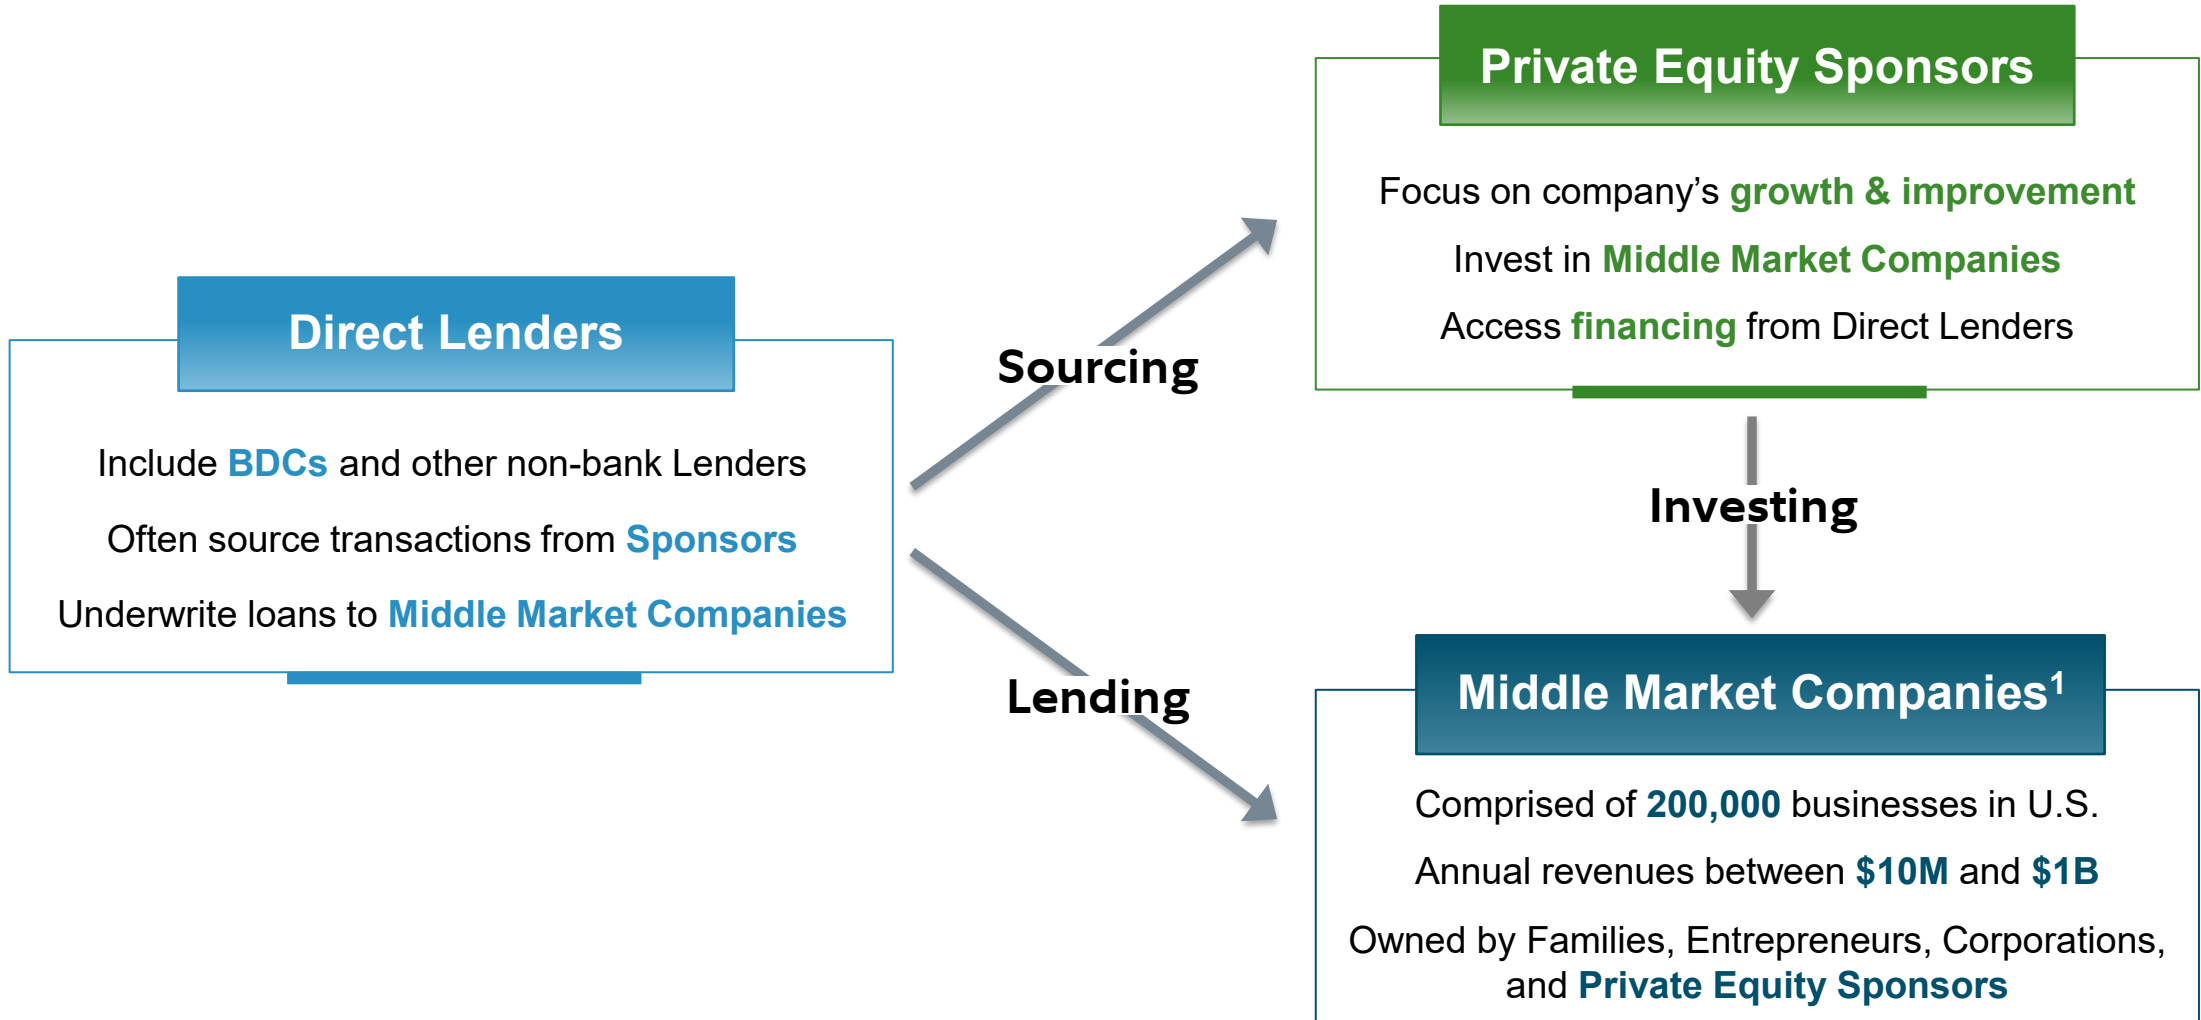 Direct Lenders
Include BDCs and other non-bank Lenders
Often source transactions from Sponsors
Underwrite loans to Middle Market Companies
Sourcing
Lending
Private Equity Sponsors
Focus on company’s growth & improvement
Invest in Middle Market Companies
Access financing from Direct Lenders
Investing
Middle Market Companies¹
Comprised of 200,000 businesses in U.S.
Annual revenues between $10M and $1B
Owned by Families, Entrepreneurs, Corporations,
and Private Equity Sponsors